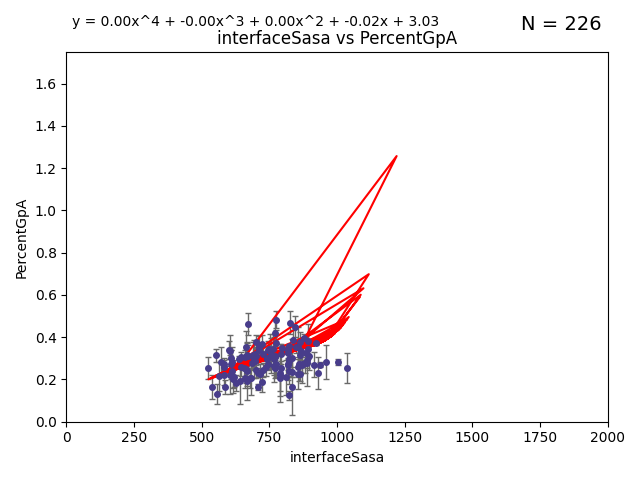 y = 0.00x^4 + -0.00x^3 + 0.00x^2 + -0.02x + 3.03
N = 226
interfaceSasa vs PercentGpA
PercentGpA
1.6
1.4
1.2
1.0
0.8
0.6
0.4
0.2
0.0
0 250 500 750 1000 1250 1500 1750 2000
interfaceSasa